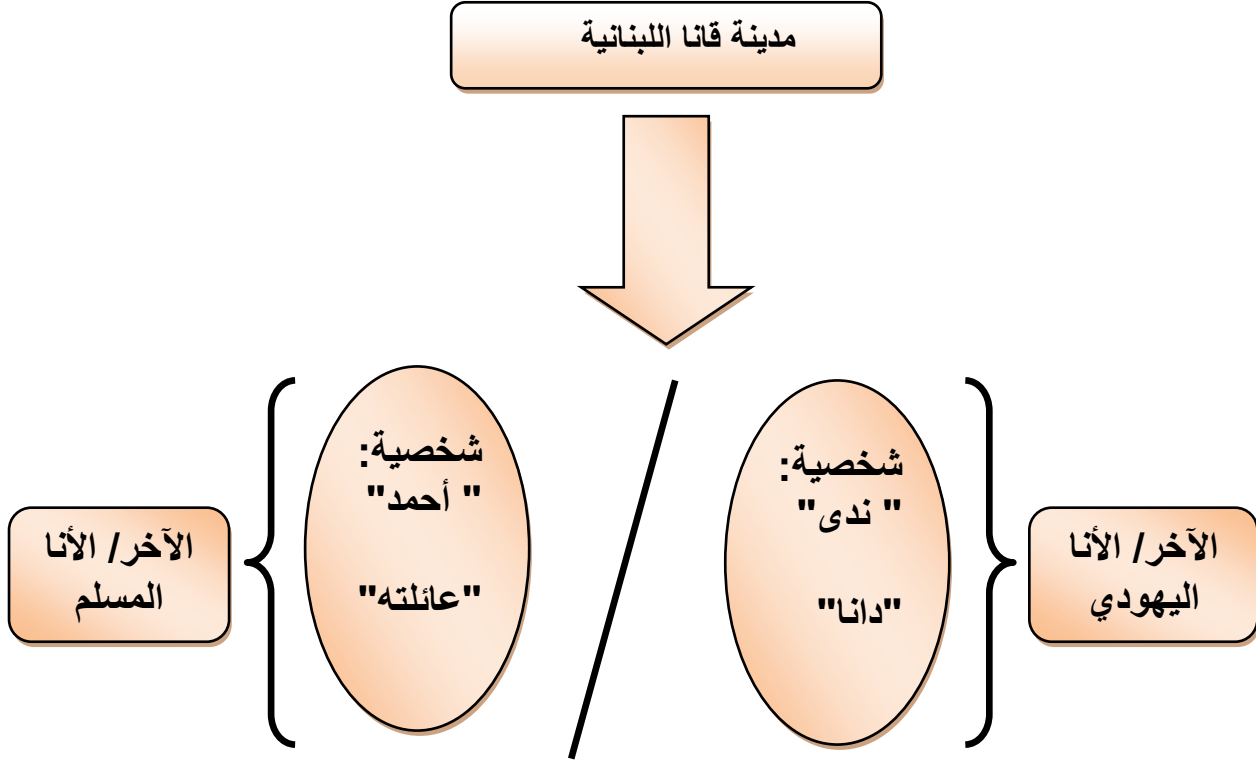 مدينة قانا اللبنانية
شخصية:
" ندى"
"دانا"
الآخر/ الأنا
اليهودي
شخصية:
" أحمد"
"عائلته"
الآخر/ الأنا
المسلم